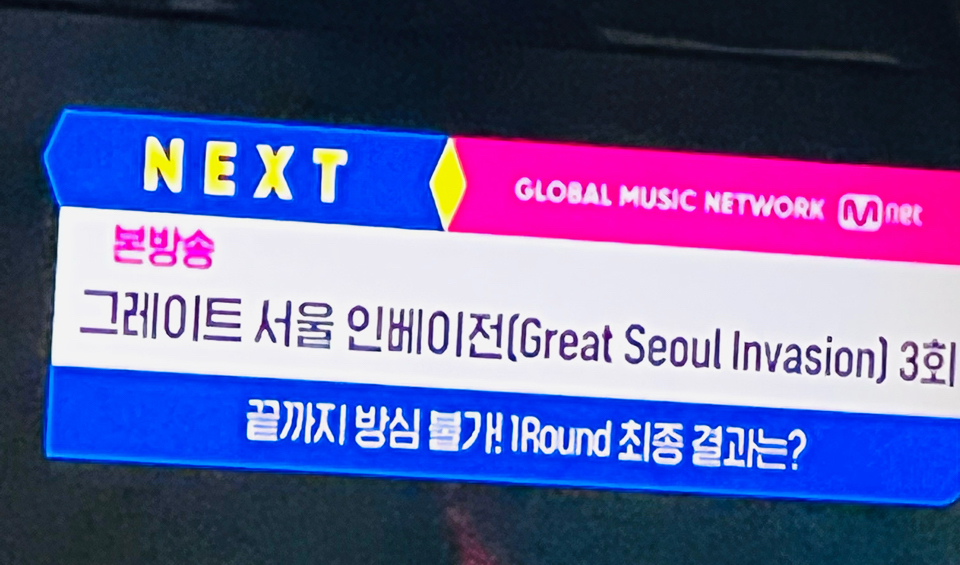 NEXT
GLOBAL MUSIC NETWORK Mnet
본방송
그레이트 서울 인베이전(Great Seoul Invasion) 3회
끝까지 방심 불가! 1Round 최종 결과는?